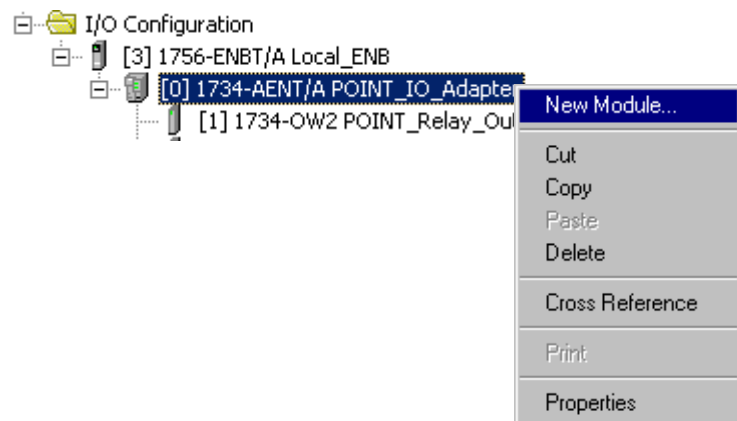 I/O Configuration
[3] 1756-ENBT/A Local_ENB
[0] 1734-AENT/A POINT_IO_Adapter
[1] 1734-OW2 POINT_Relay_Ou
New Module...
Cut
Copy
Paste
Delete
Cross Reference
Print
Properties